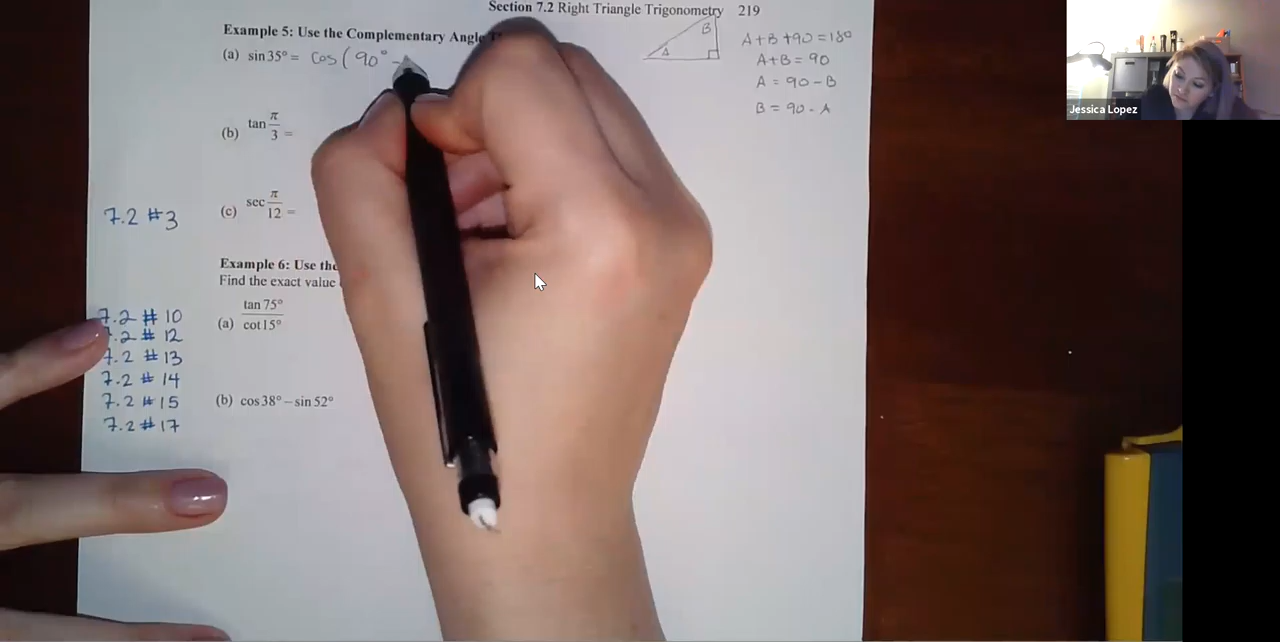 Section 7.2 Right Triangle Trigonometry 219
Example 5: Use the Complementary Angle
(a) sin 35° = cos ( 90° -
B
A
A + B + 90 = 180
A + B = 90
A = 90 - B
B = 90 - A
(b) tan π/3 =
7.2 #3
(c) sec π/12 =
Example 6: Use the
Find the exact value
7.2 # 10
7.2 # 12
7.2 # 13
7.2 # 14
7.2 # 15
7.2 # 17
(a) tan 75° / cot 15°
(b) cos 38° – sin 52°
Jessica Lopez